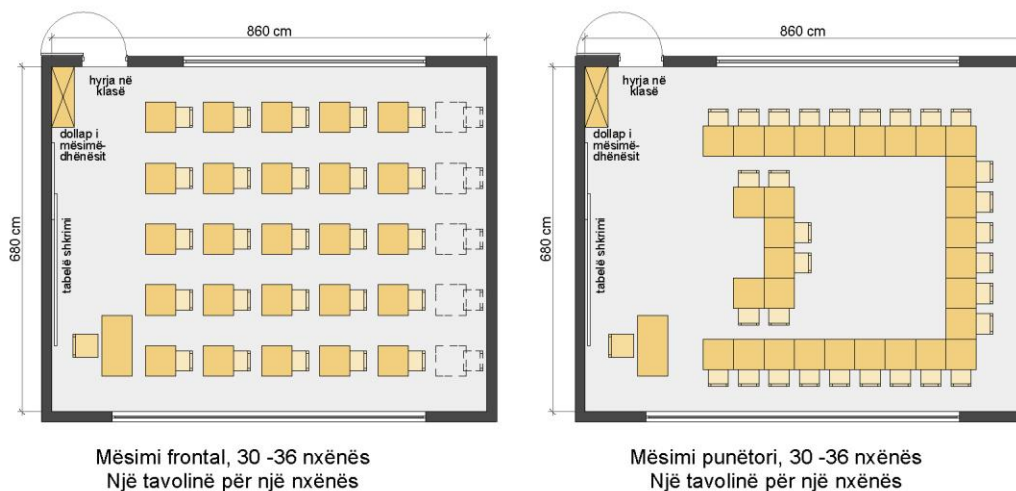 860 cm
hyrja në
klasë
dollap i
mësimë-
dhënësit
680 cm
tabelë shkrimi
Mësimi frontal, 30 -36 nxënës
Një tavolinë për një nxënës
860 cm
hyrja në
klasë
dollap i
mësimë-
dhënësit
680 cm
tabelë shkrimi
Mësimi punëtori, 30 -36 nxënës
Një tavolinë për një nxënës